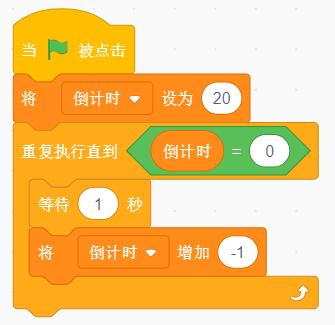 当 被点击
将 倒计时 设为 20
重复执行直到 倒计时 = 0
等待 1 秒
将 倒计时 增加 -1